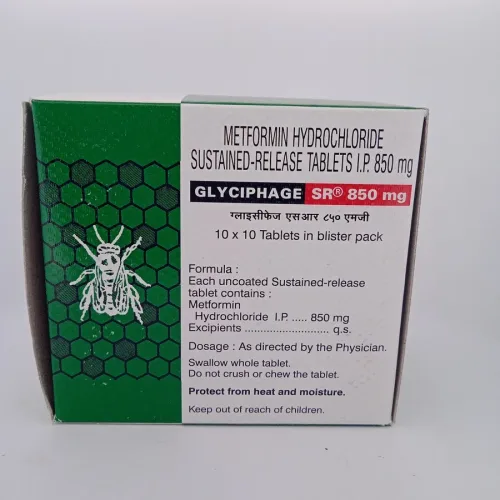 METFORMIN HYDROCHLORIDE
SUSTAINED-RELEASE TABLETS I.P. 850 mg
GLYCIPHAGE SR® 850 mg
ग्लाइसीफेज एसआर ८५० एमजी
10 x 10 Tablets in blister pack
Formula :
Each uncoated Sustained-release
tablet contains :
Metformin
Hydrochloride I.P. ..... 850 mg
Excipients ........................... q.s.
Dosage : As directed by the Physician.
Swallow whole tablet.
Do not crush or chew the tablet.
Protect from heat and moisture.
Keep out of reach of children.